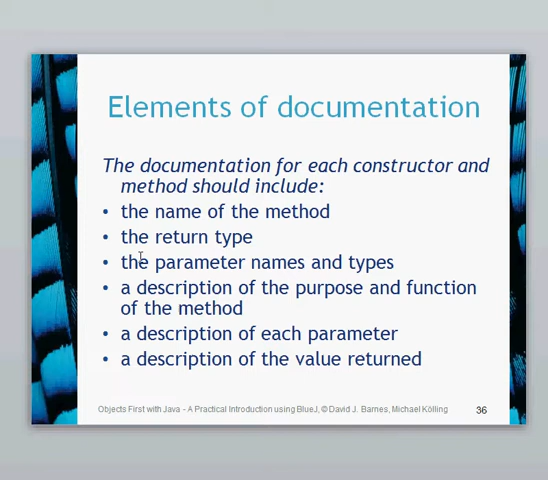 Elements of documentation
The documentation for each constructor and
method should include:
• the name of the method
• the return type
• the parameter names and types
• a description of the purpose and function
of the method
• a description of each parameter
• a description of the value returned
Objects First with Java - A Practical Introduction using BlueJ, © David J. Barnes, Michael Kölling
36